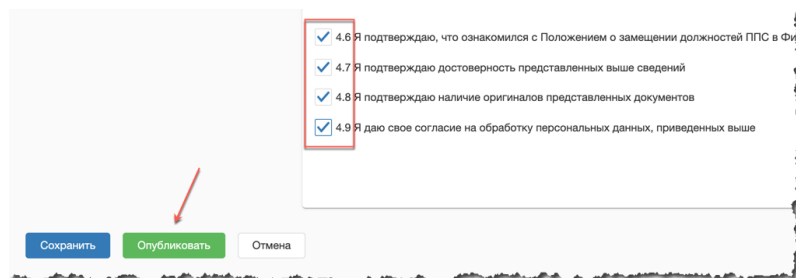 4.6 Я подтверждаю, что ознакомился с Положением о замещении должностей ППС в
4.7 Я подтверждаю достоверность представленных выше сведений
4.8 Я подтверждаю наличие оригиналов представленных документов
4.9 Я даю свое согласие на обработку персональных данных, приведенных выше
Сохранить Опубликовать Отмена